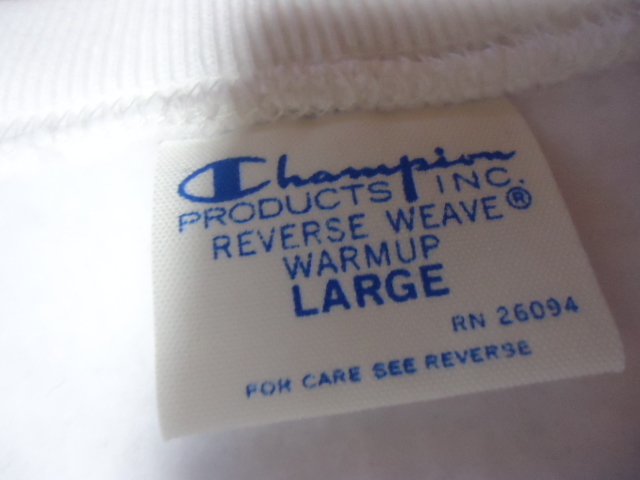 Champion
PRODUCTS INC.
REVERSE WEAVE®
WARMUP
LARGE
RN 26094
FOR CARE SEE REVERSE